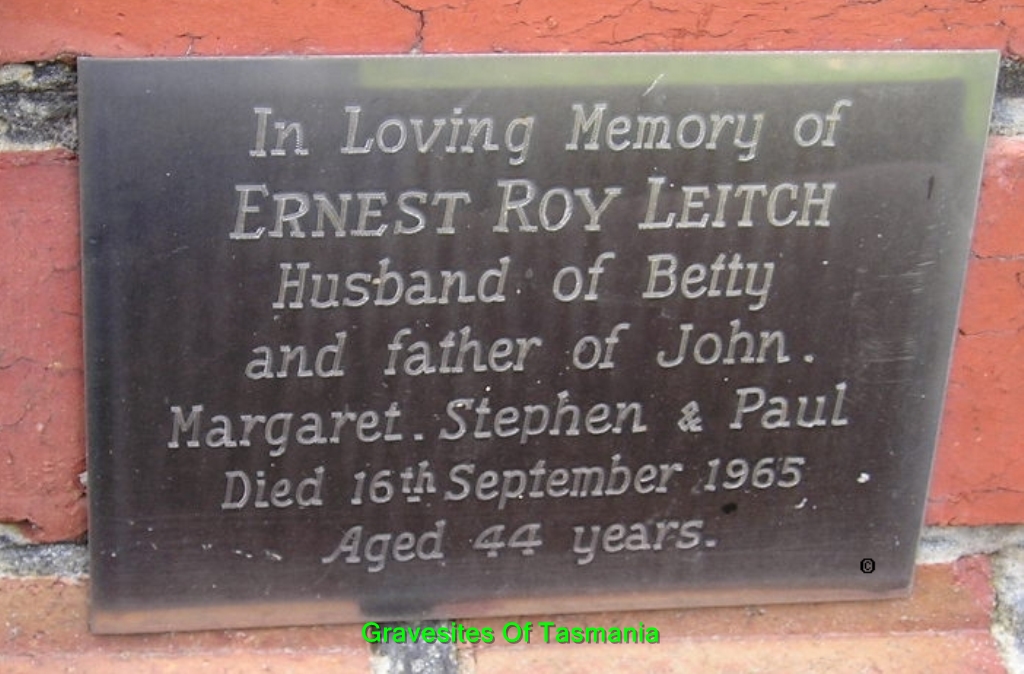 In Loving Memory of
ERNEST ROY LEITCH
Husband of Betty
and father of John.
Margaret. Stephen & Paul
Died 16th September 1965
Aged 44 years.
©
Gravesites Of Tasmania